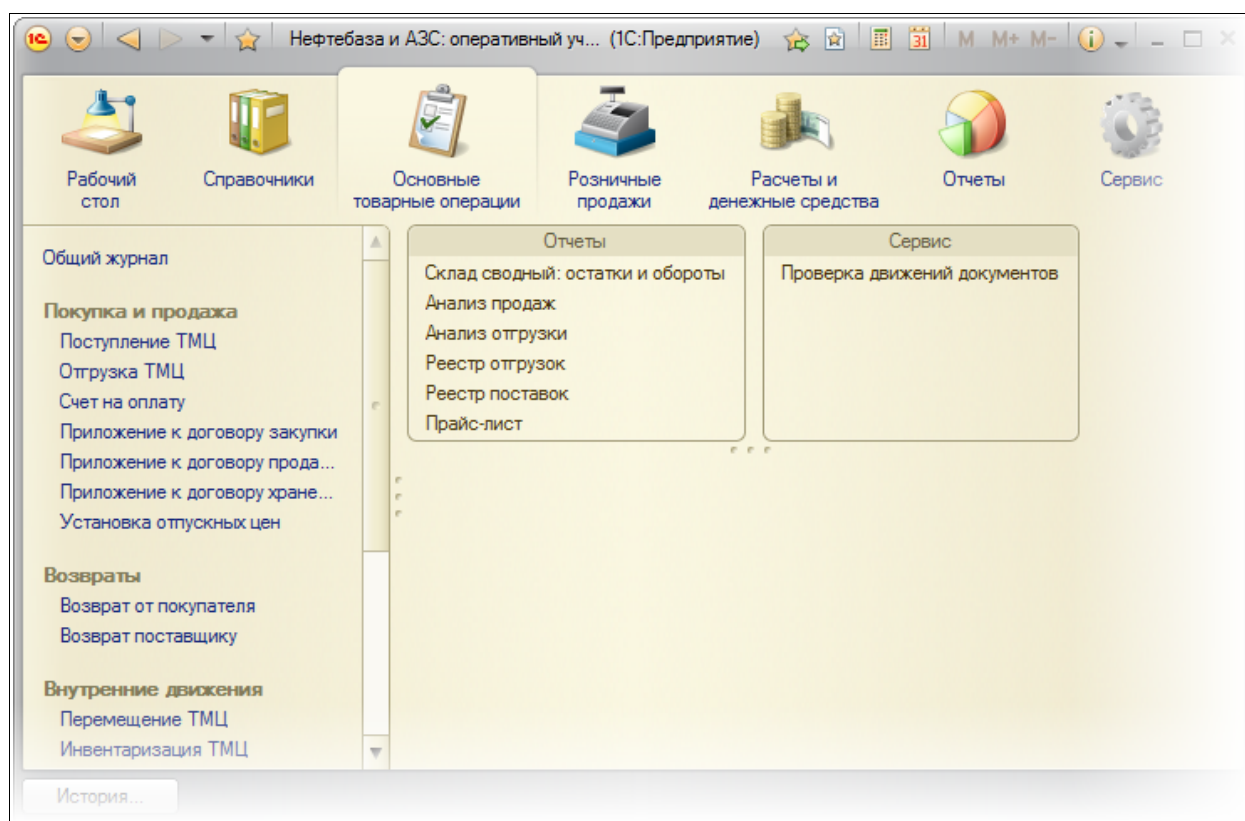 1С Нефтебаза и АЗС: оперативный уч... (1С:Предприятие) 31 M M+ M- i
Рабочий
стол
Справочники
Основные
товарные операции
Розничные
продажи
Расчеты и
денежные средства
Отчеты
Сервис
Общий журнал
Покупка и продажа
Поступление ТМЦ
Отгрузка ТМЦ
Счет на оплату
Приложение к договору закупки
Приложение к договору прода...
Приложение к договору хране...
Установка отпускных цен
Возвраты
Возврат от покупателя
Возврат поставщику
Внутренние движения
Перемещение ТМЦ
Инвентаризация ТМЦ
Отчеты
Склад сводный: остатки и обороты
Анализ продаж
Анализ отгрузки
Реестр отгрузок
Реестр поставок
Прайс-лист
Сервис
Проверка движений документов
История...